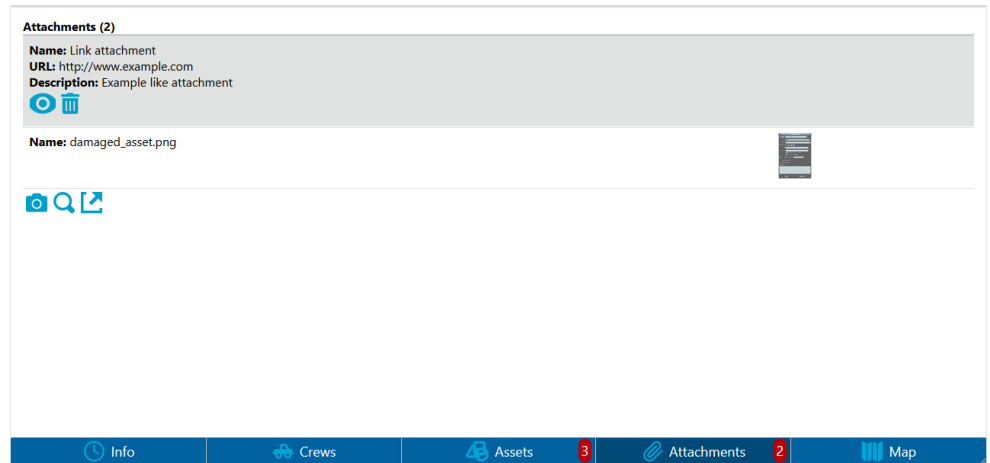 Attachments (2)
Name: Link attachment
URL: http://www.example.com
Description: Example like attachment
Name: damaged_asset.png
Info
Crews
Assets 3
Attachments 2
Map